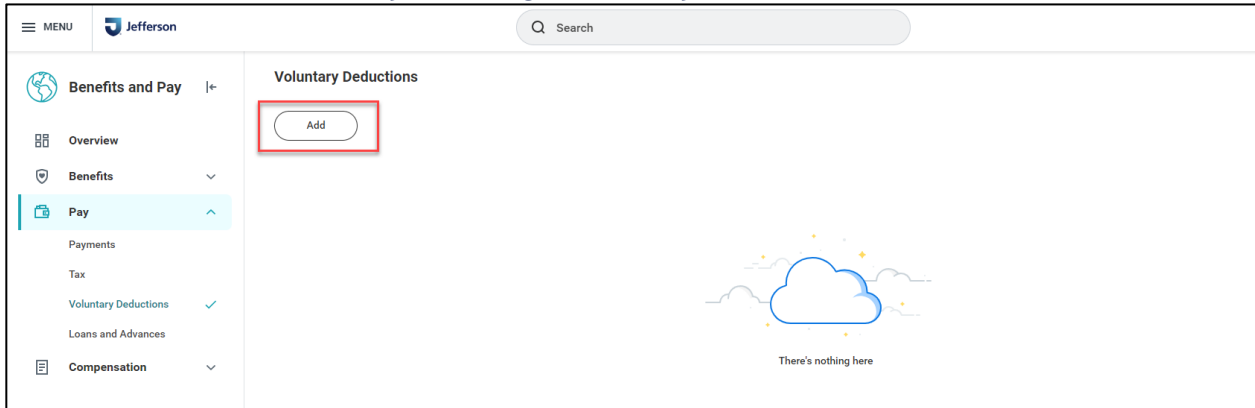 MENU
Jefferson
Search
Benefits and Pay
Overview
Benefits
Pay
Payments
Tax
Voluntary Deductions
Loans and Advances
Compensation
Voluntary Deductions
Add
There's nothing here